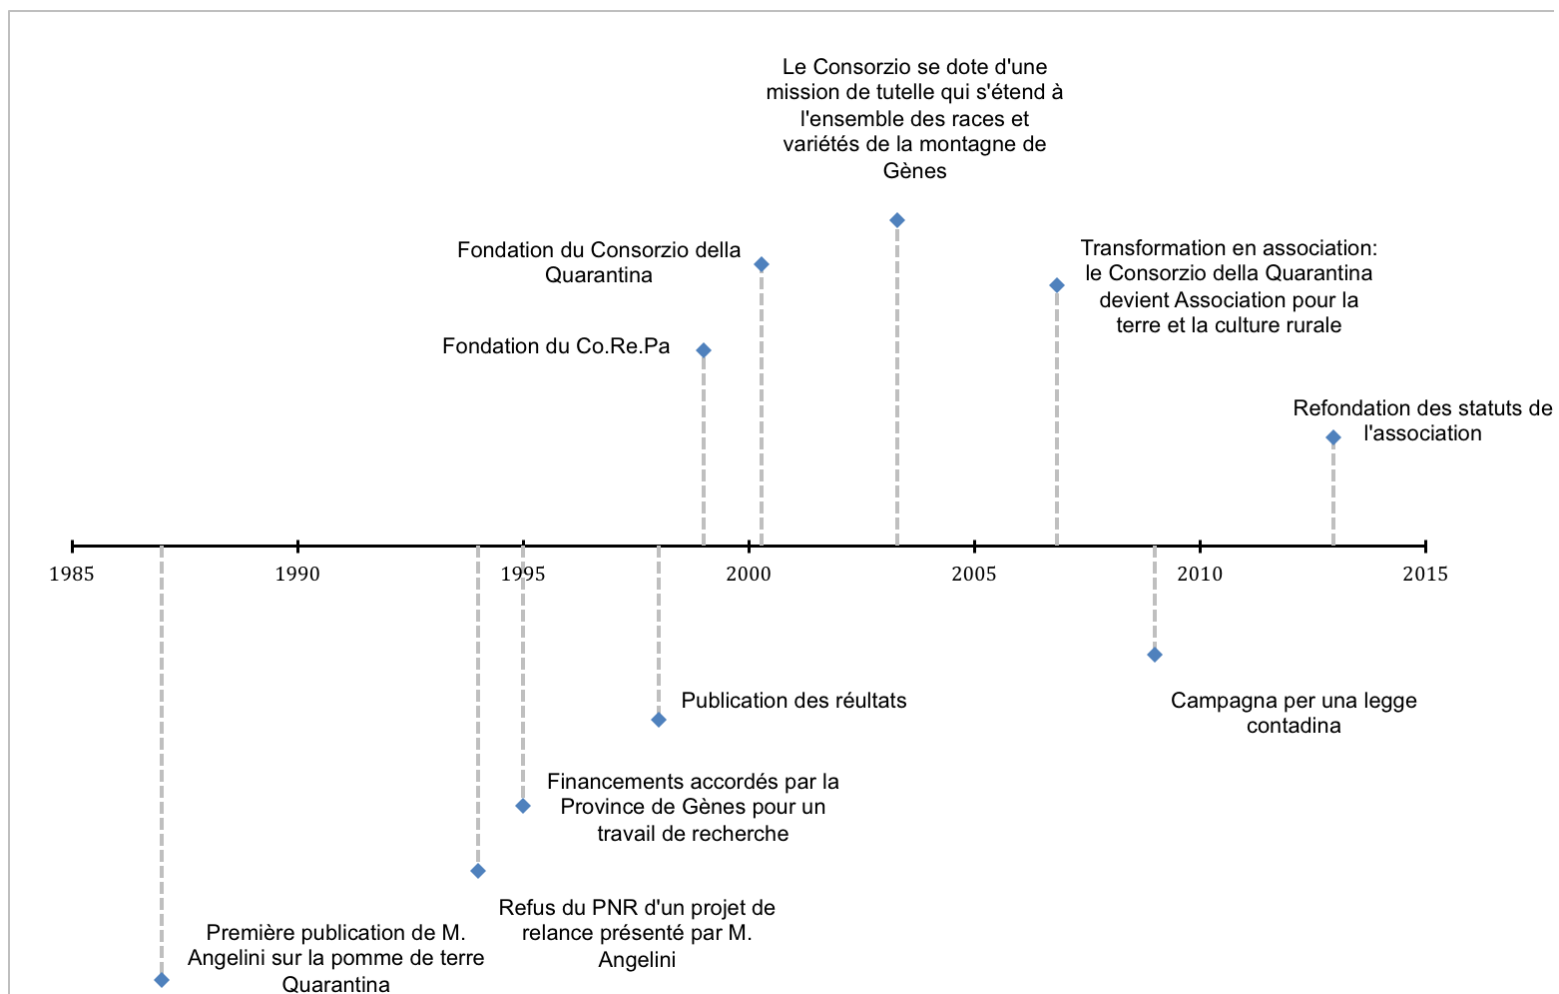 Le Consorzio se dote d'une
mission de tutelle qui s'étend à
l'ensemble des races et
variétés de la montagne de
Gènes
Fondation du Consorzio della
Quarantina
Transformation en association:
le Consorzio della Quarantina
devient Association pour la
terre et la culture rurale
Fondation du Co.Re.Pa
Refondation des statuts de
l'association
1985
1990
1995
2000
2005
2010
2015
Publication des réultats
Campagna per una legge
contadina
Financements accordés par la
Province de Gènes pour un
travail de recherche
Refus du PNR d'un projet de
relance présenté par M.
Angelini
Première publication de M.
Angelini sur la pomme de terre
Quarantina